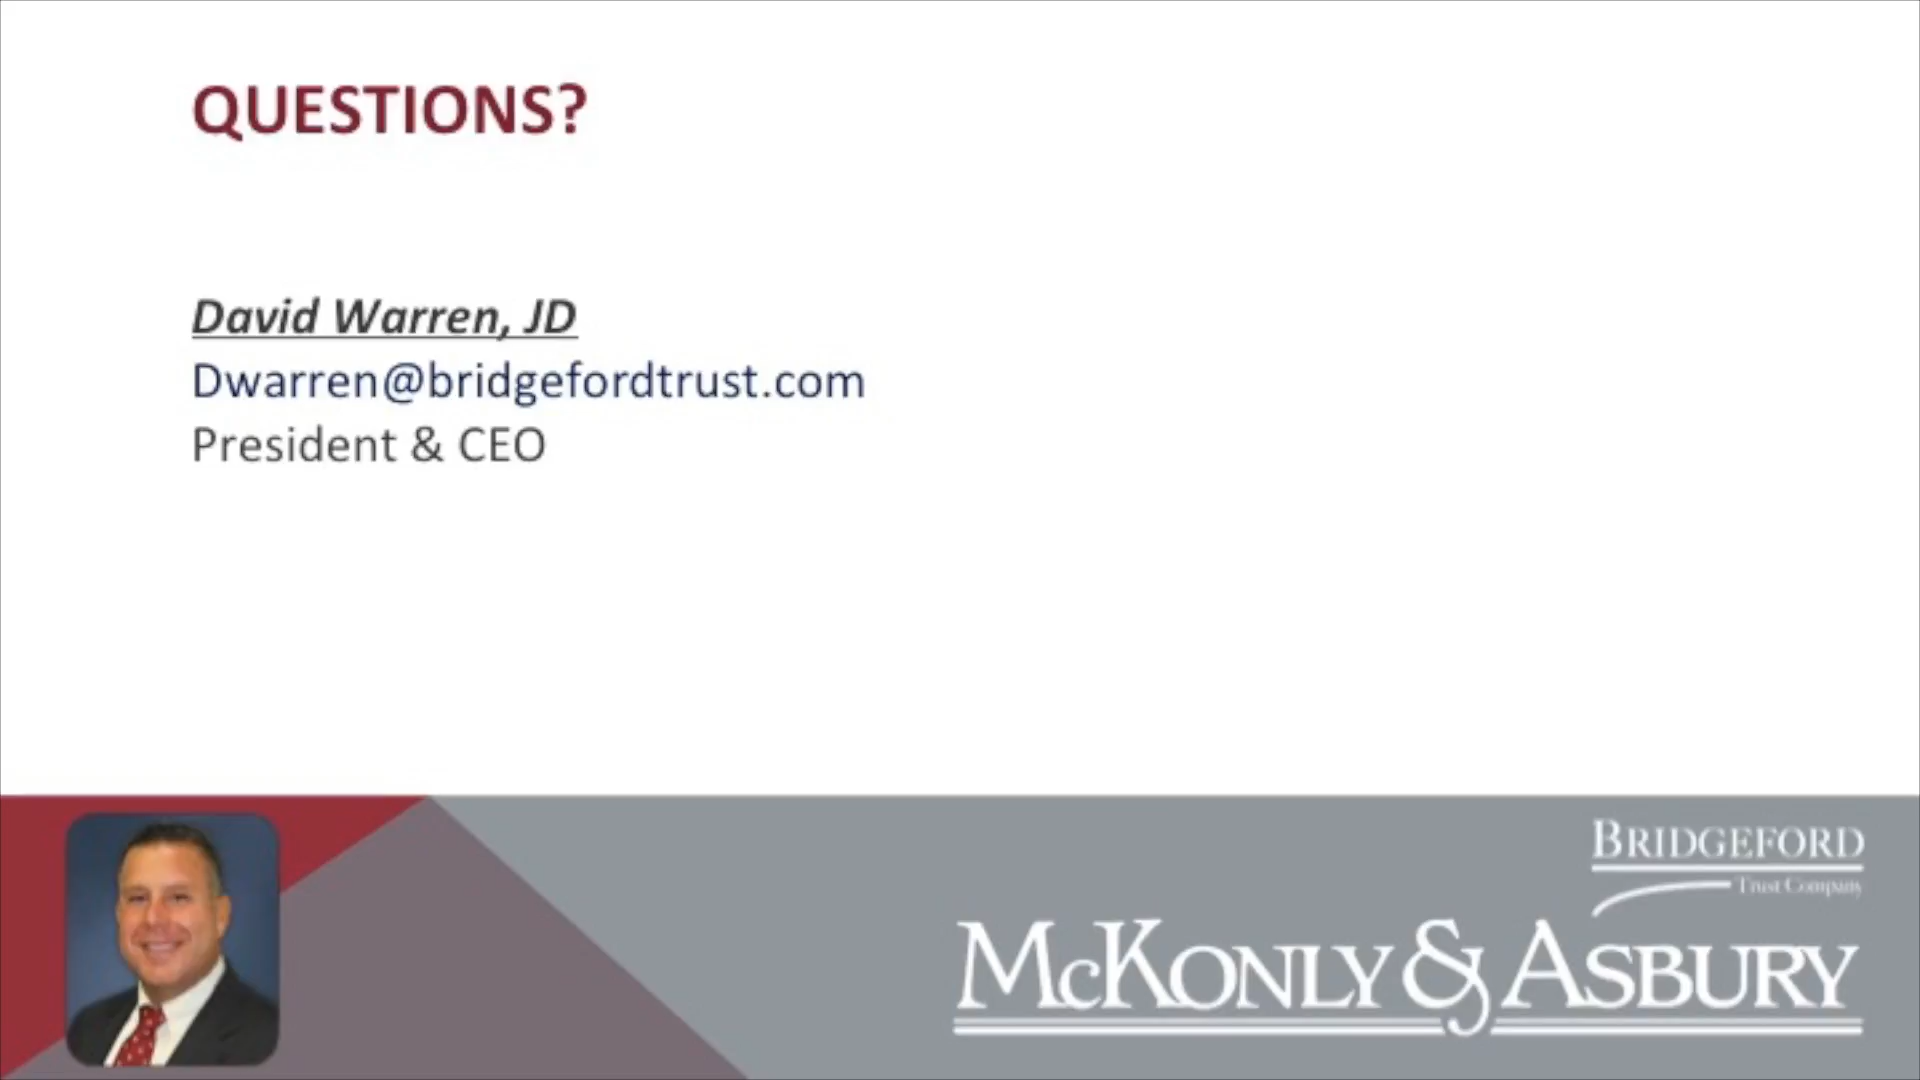 QUESTIONS?
David Warren, JD
Dwarren@bridgefordtrust.com
President & CEO
BRIDGEFORD
Trust Company
McKONLY & ASBURY